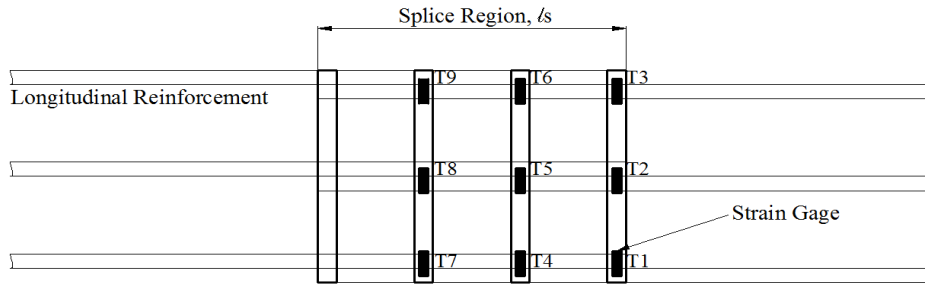 Splice Region, ℓs
T9 T6 T3
Longitudinal Reinforcement
T8 T5 T2
Strain Gage
T7 T4 T1